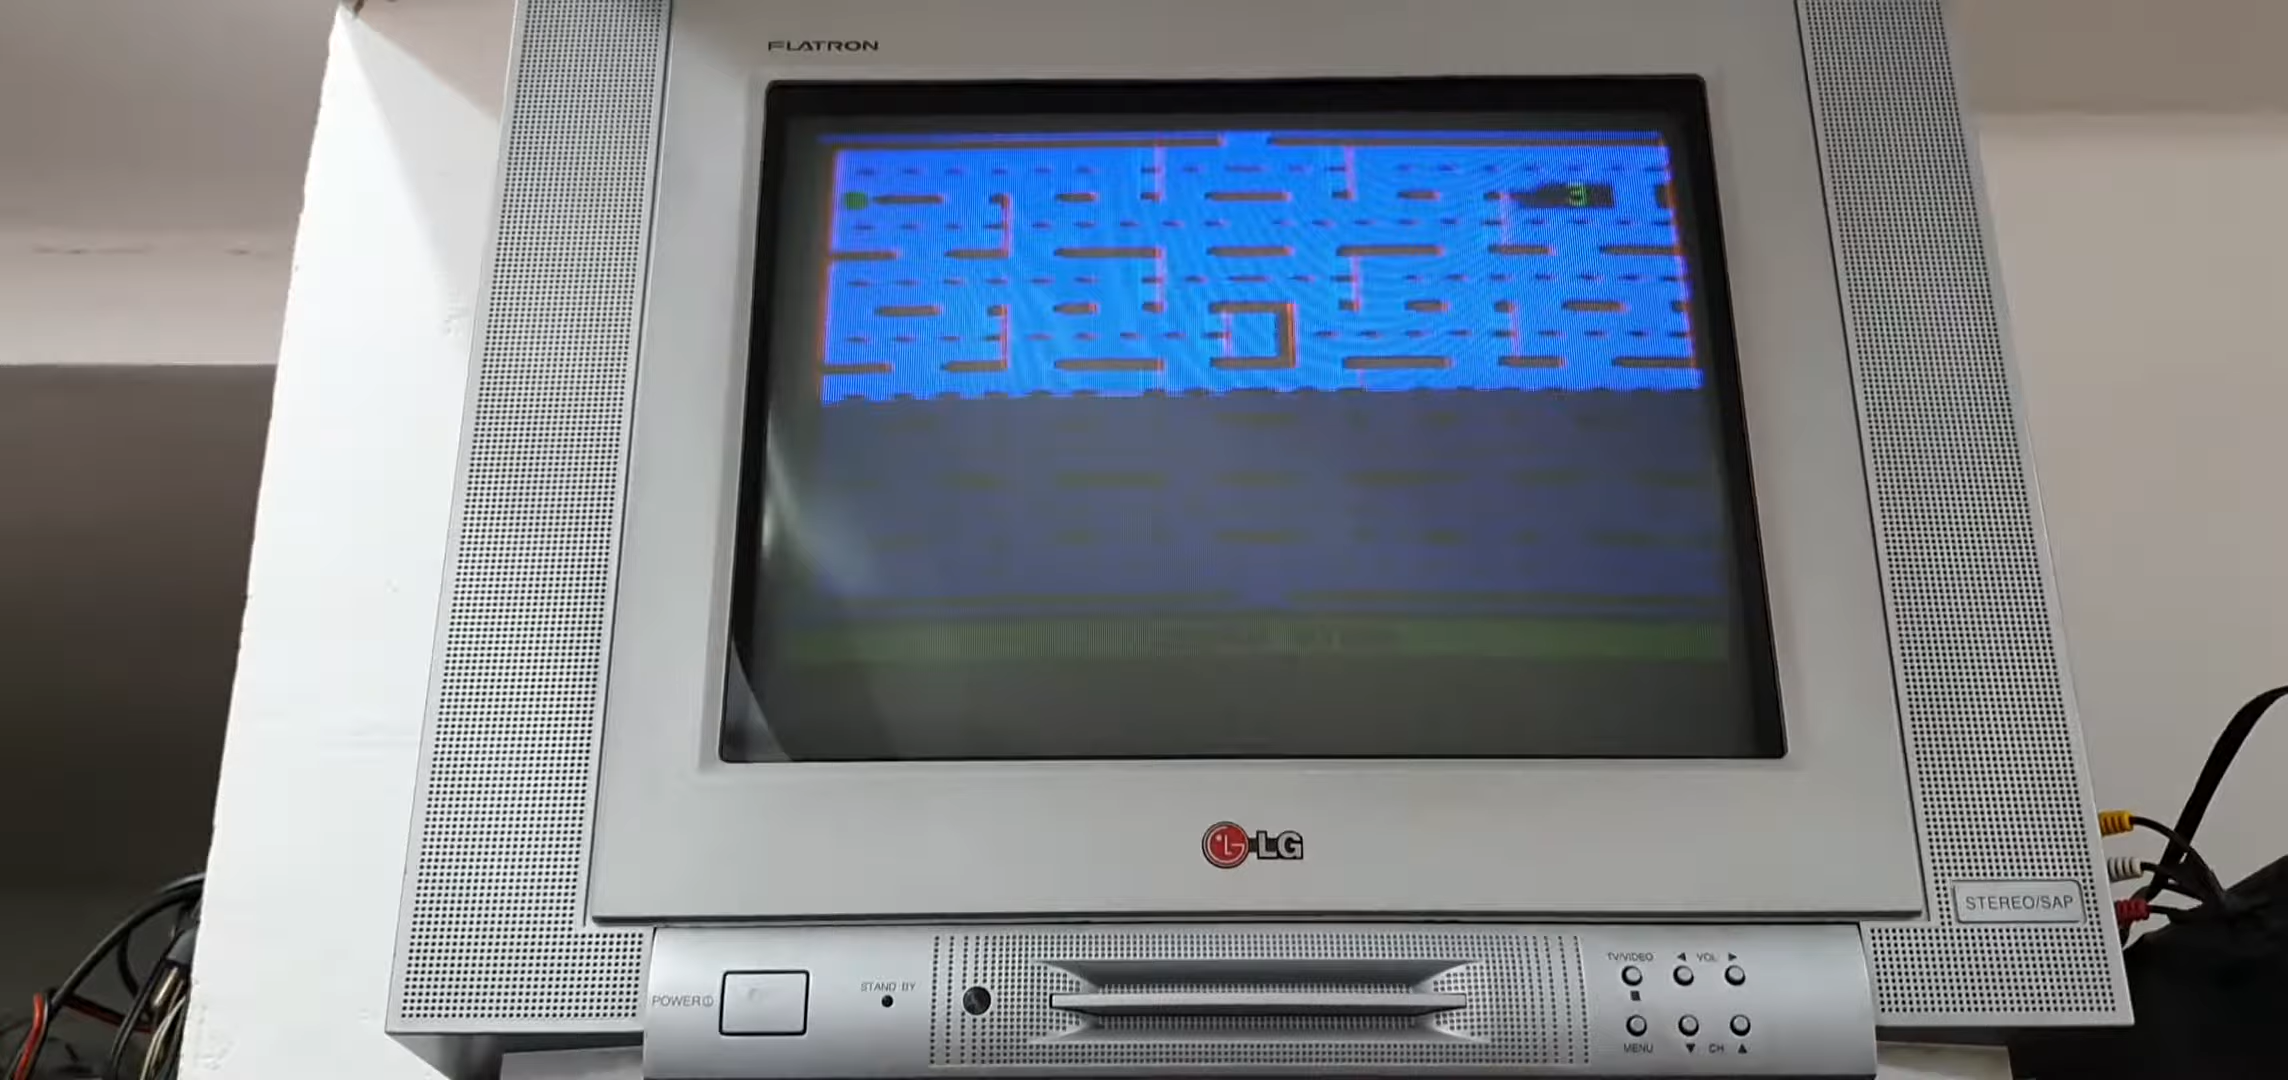 FLATRON
3
LG
STEREO/SAP
POWER
STAND BY
TV/VIDEO
VOL
MENU
CH